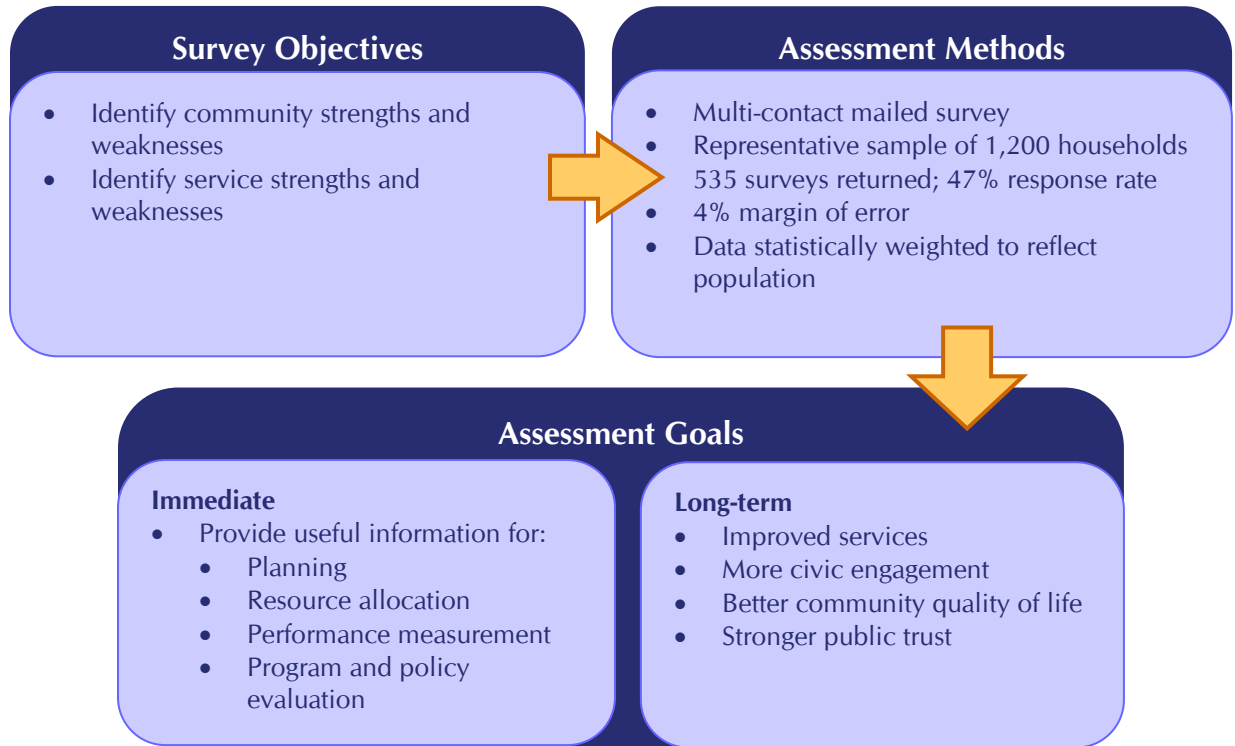 Survey Objectives
• Identify community strengths and
weaknesses
• Identify service strengths and
weaknesses
Assessment Methods
• Multi-contact mailed survey
• Representative sample of 1,200 households
535 surveys returned; 47% response rate
• 4% margin of error
• Data statistically weighted to reflect
population
Assessment Goals
Immediate
• Provide useful information for:
• Planning
• Resource allocation
• Performance measurement
• Program and policy
evaluation
Long-term
• Improved services
• More civic engagement
• Better community quality of life
• Stronger public trust